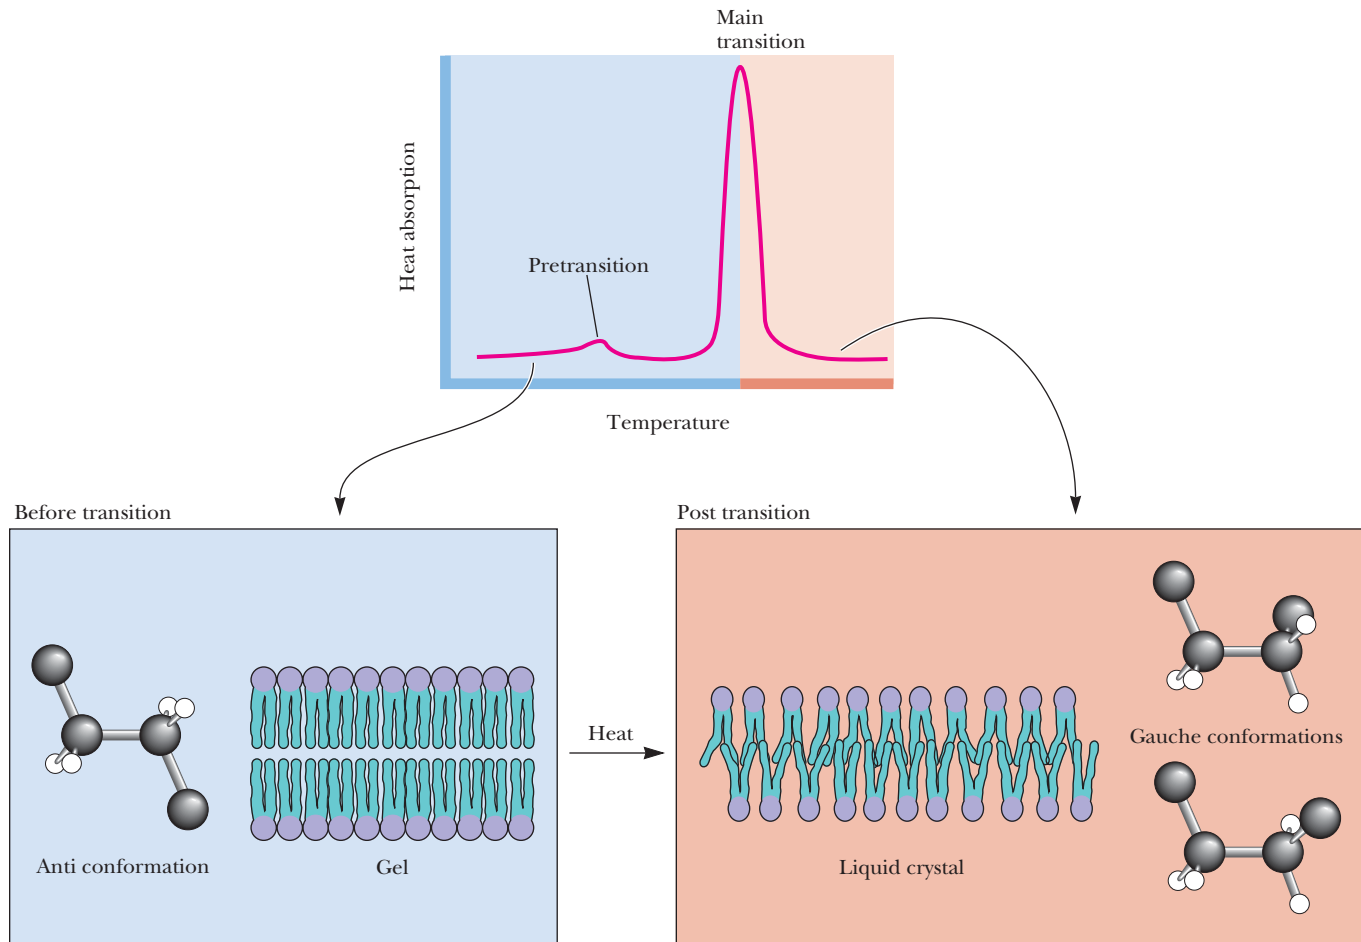 Main
transition
Heat absorption
Pretransition
Temperature
Before transition
Post transition
Heat
Gauche conformations
Anti conformation
Gel
Liquid crystal